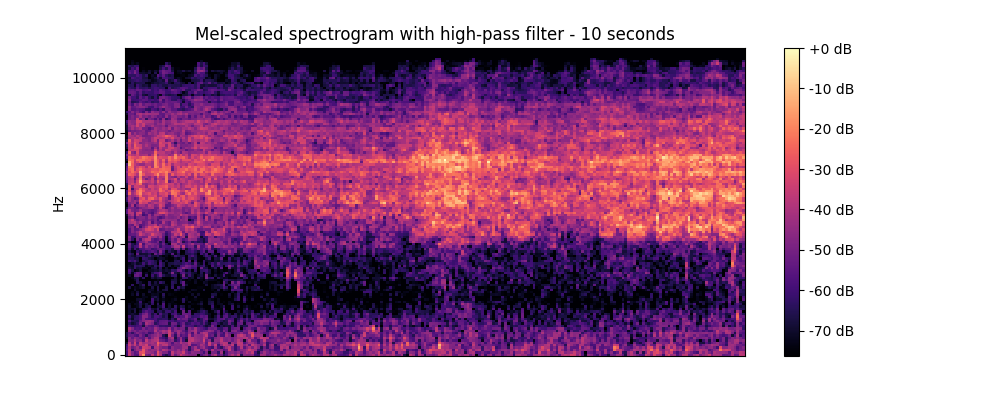 Mel-scaled spectrogram with high-pass filter - 10 seconds
Hz
10000
8000
6000
4000
2000
0
+0 dB
-10 dB
-20 dB
-30 dB
-40 dB
-50 dB
-60 dB
-70 dB